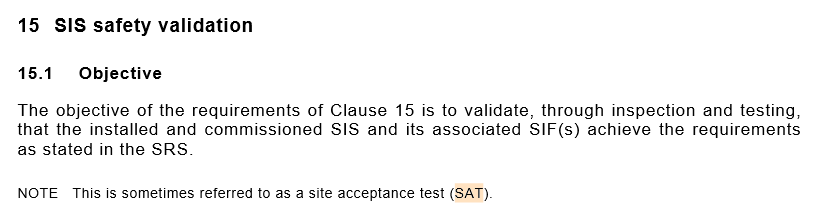 15 SIS safety validation
15.1 Objective
The objective of the requirements of Clause 15 is to validate, through inspection and testing,
that the installed and commissioned SIS and its associated SIF(s) achieve the requirements
as stated in the SRS.
NOTE This is sometimes referred to as a site acceptance test (SAT).